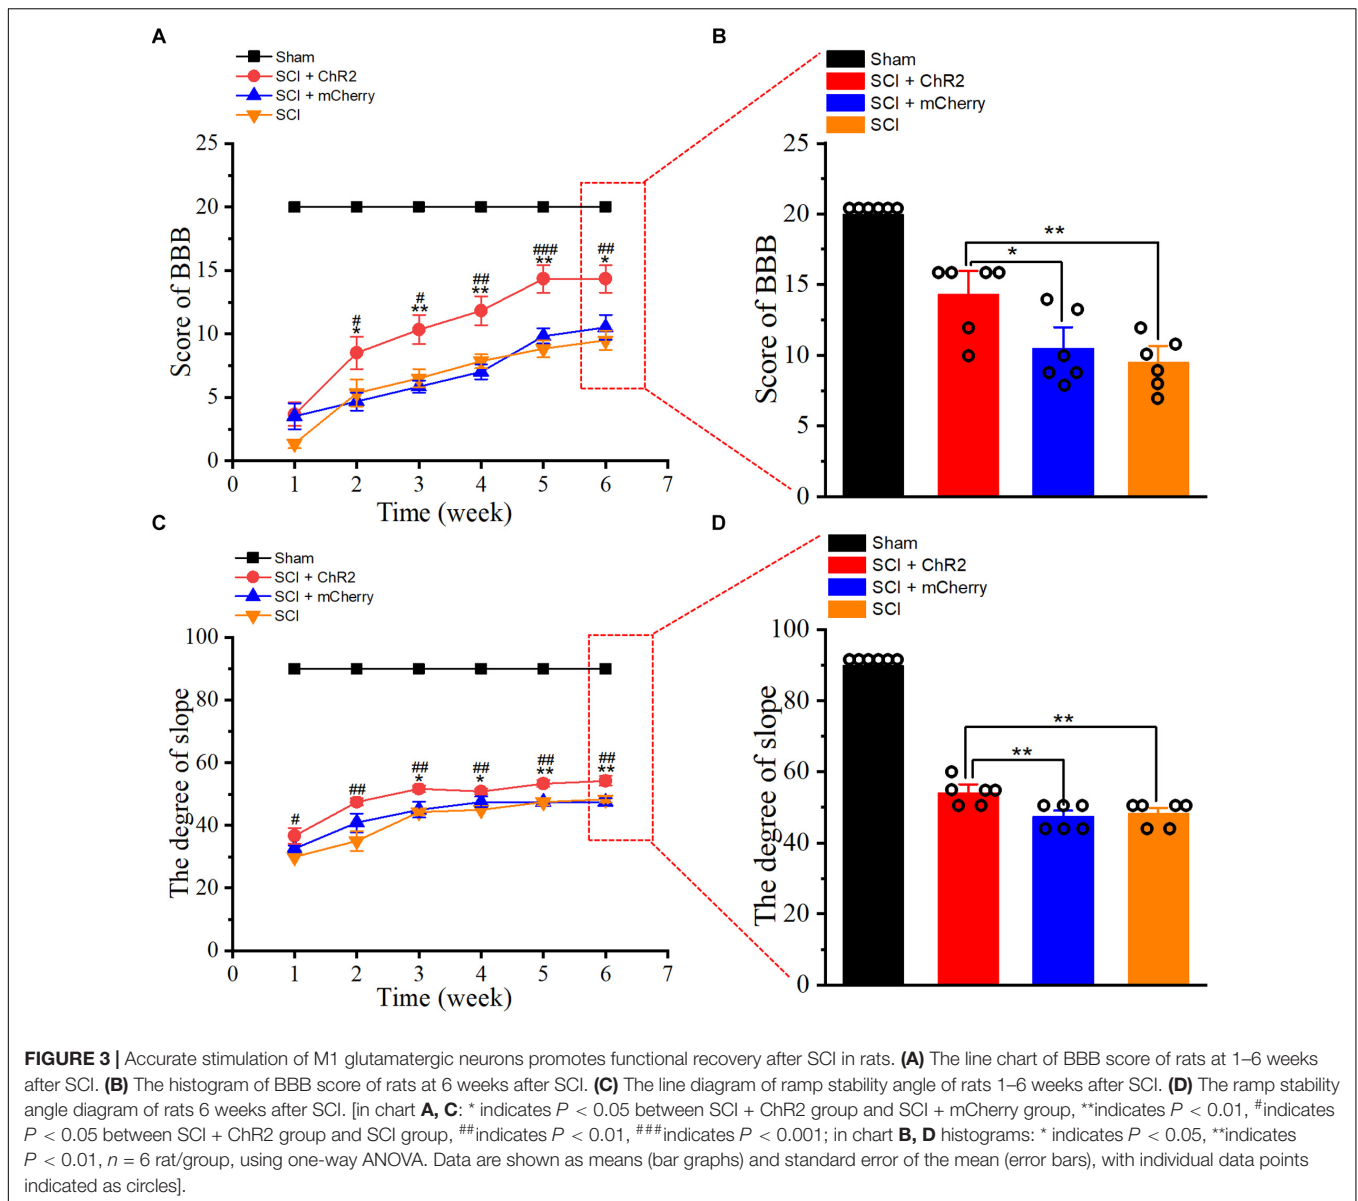 A
Sham
SCI + ChR2
SCI + mCherry
SCI
25
20
15
10
5
0
Score of BBB
#
*
#
**
##
**
###
**
##
*
0 1 2 3 4 5 6 7
Time (week)
B
Sham
SCI + ChR2
SCI + mCherry
SCI
25
20
15
10
5
0
Score of BBB
**
*
C
Sham
SCI + ChR2
SCI + mCherry
SCI
100
80
60
40
20
0
The degree of slope
#
##
##
*
##
*
##
**
##
**
0 1 2 3 4 5 6 7
Time (week)
D
Sham
SCI + ChR2
SCI + mCherry
SCI
100
80
60
40
20
0
The degree of slope
**
**
FIGURE 3 | Accurate stimulation of M1 glutamatergic neurons promotes functional recovery after SCI in rats. (A) The line chart of BBB score of rats at 1–6 weeks
after SCI. (B) The histogram of BBB score of rats at 6 weeks after SCI. (C) The line diagram of ramp stability angle of rats 1–6 weeks after SCI. (D) The ramp stability
angle diagram of rats 6 weeks after SCI. [in chart A, C: * indicates P < 0.05 between SCI + ChR2 group and SCI + mCherry group, **indicates P < 0.01, #indicates
P < 0.05 between SCI + ChR2 group and SCI group, ##indicates P < 0.01, ###indicates P < 0.001; in chart B, D histograms: * indicates P < 0.05, **indicates
P < 0.01, n = 6 rat/group, using one-way ANOVA. Data are shown as means (bar graphs) and standard error of the mean (error bars), with individual data points
indicated as circles].